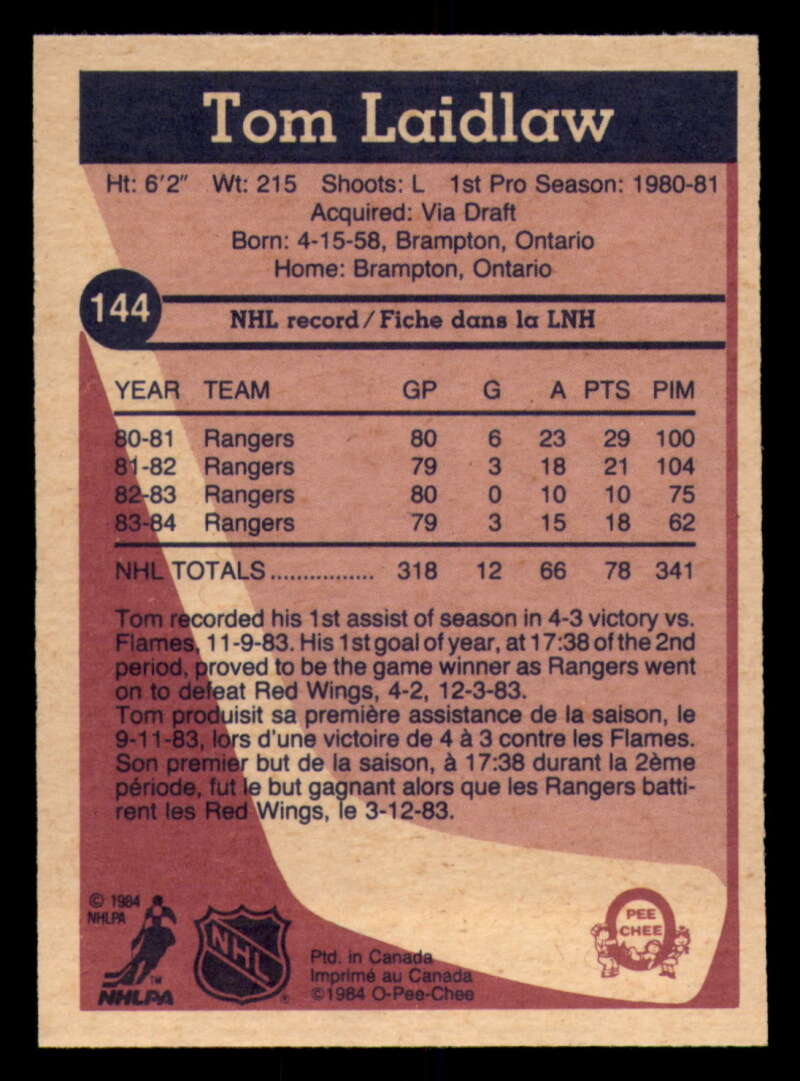 Tom Laidlaw
Ht: 6'2" Wt: 215 Shoots: L 1st Pro Season: 1980-81
Acquired: Via Draft
Born: 4-15-58, Brampton, Ontario
Home: Brampton, Ontario
144
NHL record/Fiche dans la LNH
YEAR TEAM GP G A PTS PIM
80-81 Rangers 80 6 23 29 100
81-82 Rangers 79 3 18 21 104
82-83 Rangers 80 0 10 10 75
83-84 Rangers 79 3 15 18 62
NHL TOTALS................ 318 12 66 78 341
Tom recorded his 1st assist of season in 4-3 victory vs.
Flames, 11-9-83. His 1st goal of year, at 17:38 of the 2nd
period, proved to be the game winner as Rangers went
on to defeat Red Wings, 4-2, 12-3-83.
Tom produisit sa première assistance de la saison, le
9-11-83, lors d'une victoire de 4 à 3 contre les Flames.
Son premier but de la saison, à 17:38 durant la 2ème
période, fut le but gagnant alors que les Rangers batti-
rent les Red Wings, le 3-12-83.
© 1984
NHLPA
TM
NHLPA
NHL
®
Ptd. in Canada
Imprimé au Canada
©1984 O-Pee-Chee
PEE
CHEE